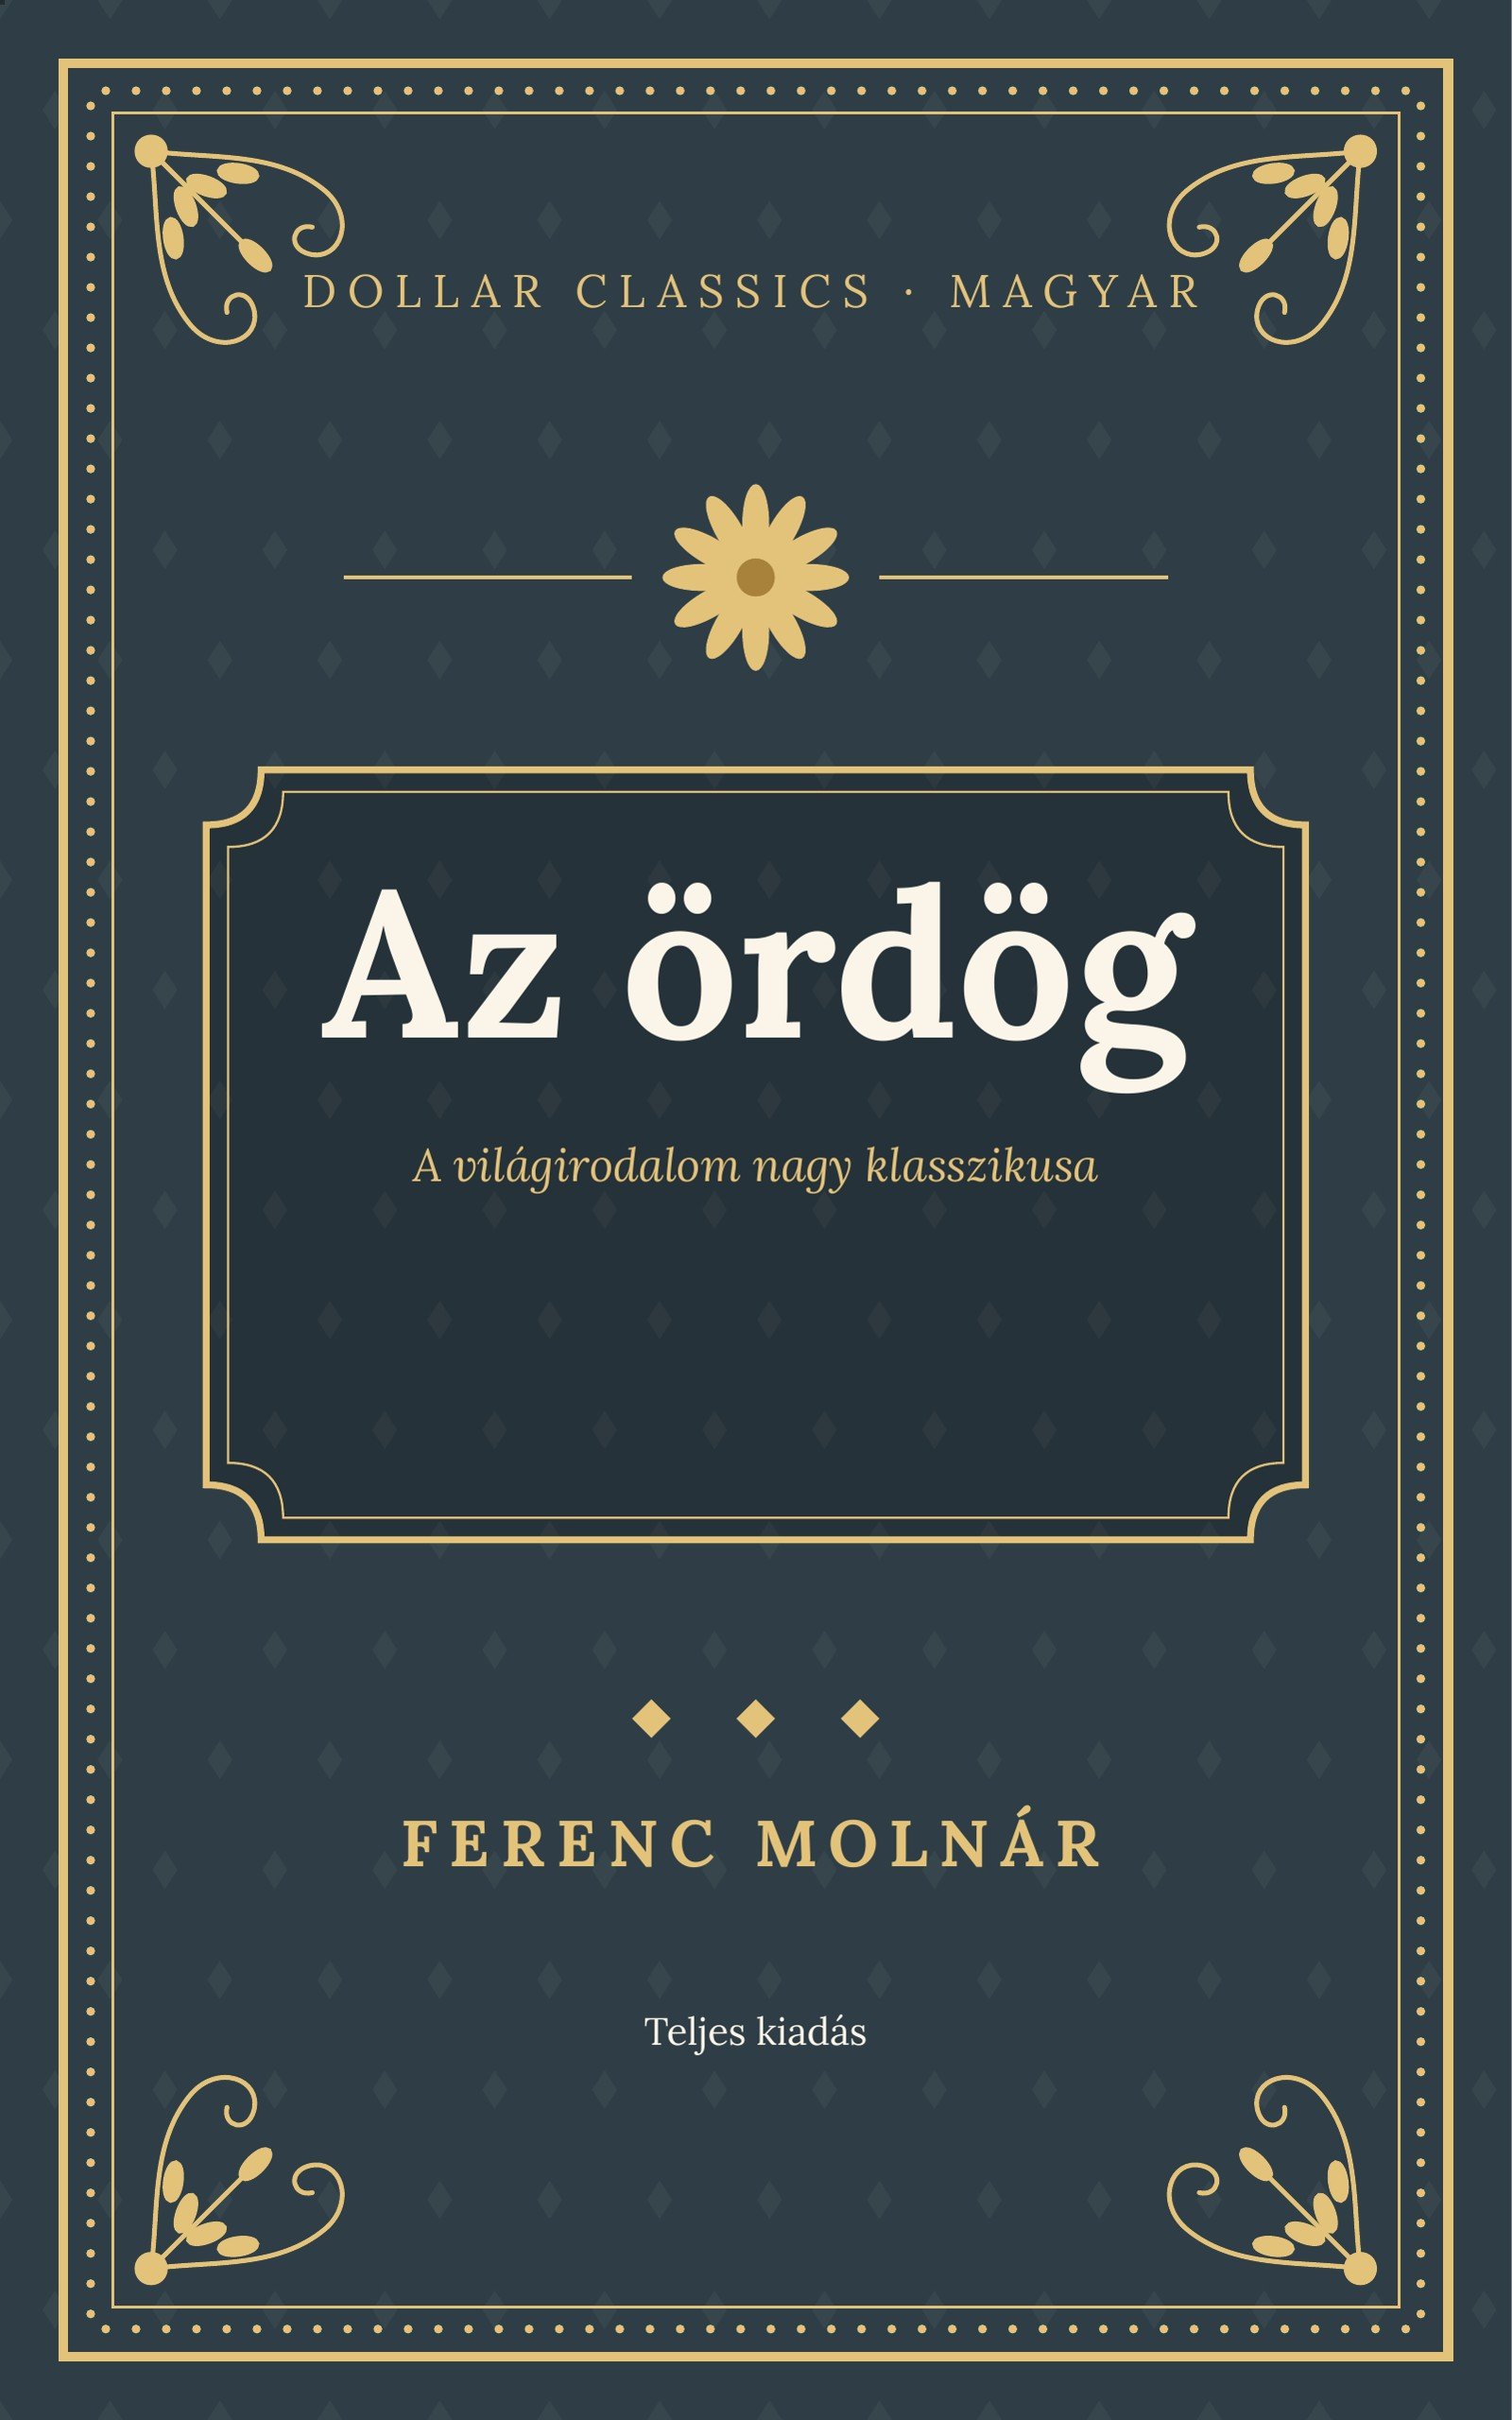 DOLLAR CLASSICS · MAGYAR
Az ördög
A világirodalom nagy klasszikusa
FERENC MOLNÁR
Teljes kiadás